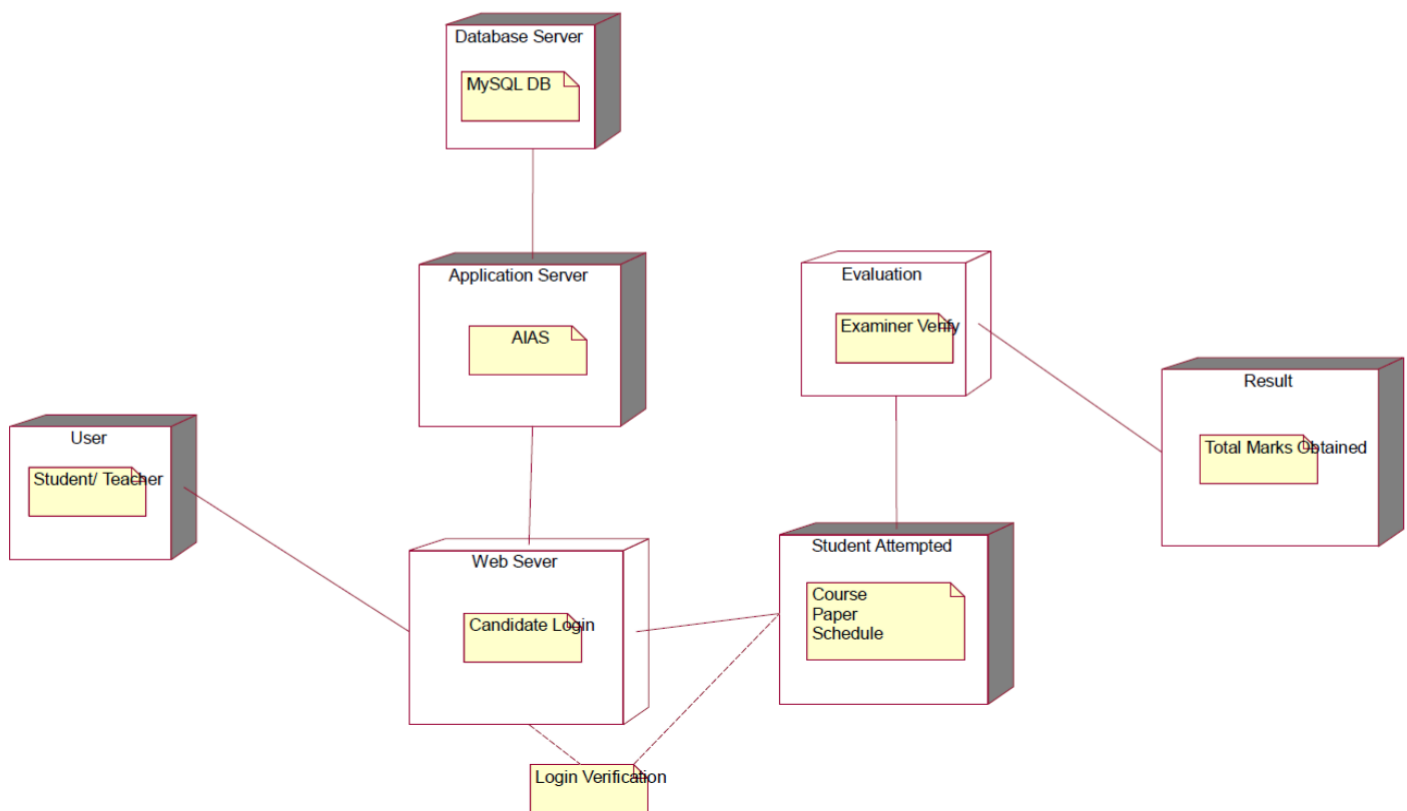 Database Server
MySQL DB
Application Server
AIAS
Evaluation
Examiner Verify
Result
Total Marks Obtained
User
Student/ Teacher
Web Sever
Candidate Login
Student Attempted
Course
Paper
Schedule
Login Verification